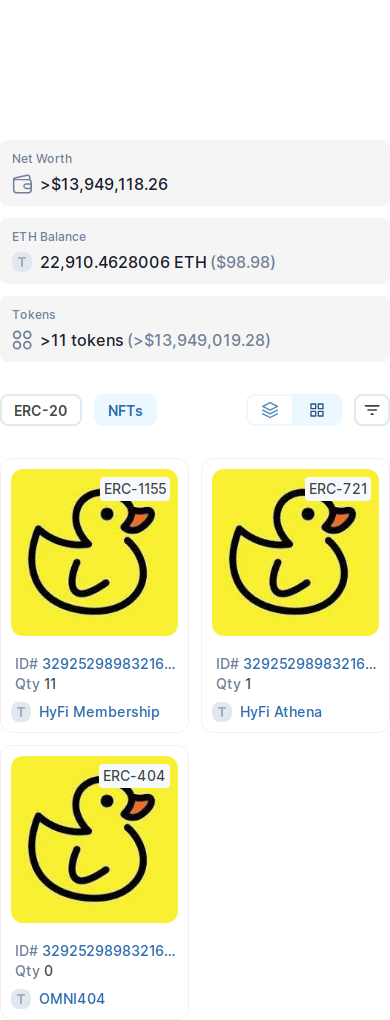 Net Worth
>$13,949,118.26
ETH Balance
T 22,910.4628006 ETH ($98.98)
Tokens
>11 tokens (>$13,949,019.28)
ERC-20 NFTs
ERC-1155
ID# 32925298983216...
Qty 11
T HyFi Membership
ERC-721
ID# 32925298983216...
Qty 1
T HyFi Athena
ERC-404
ID# 32925298983216...
Qty 0
T OMNI404